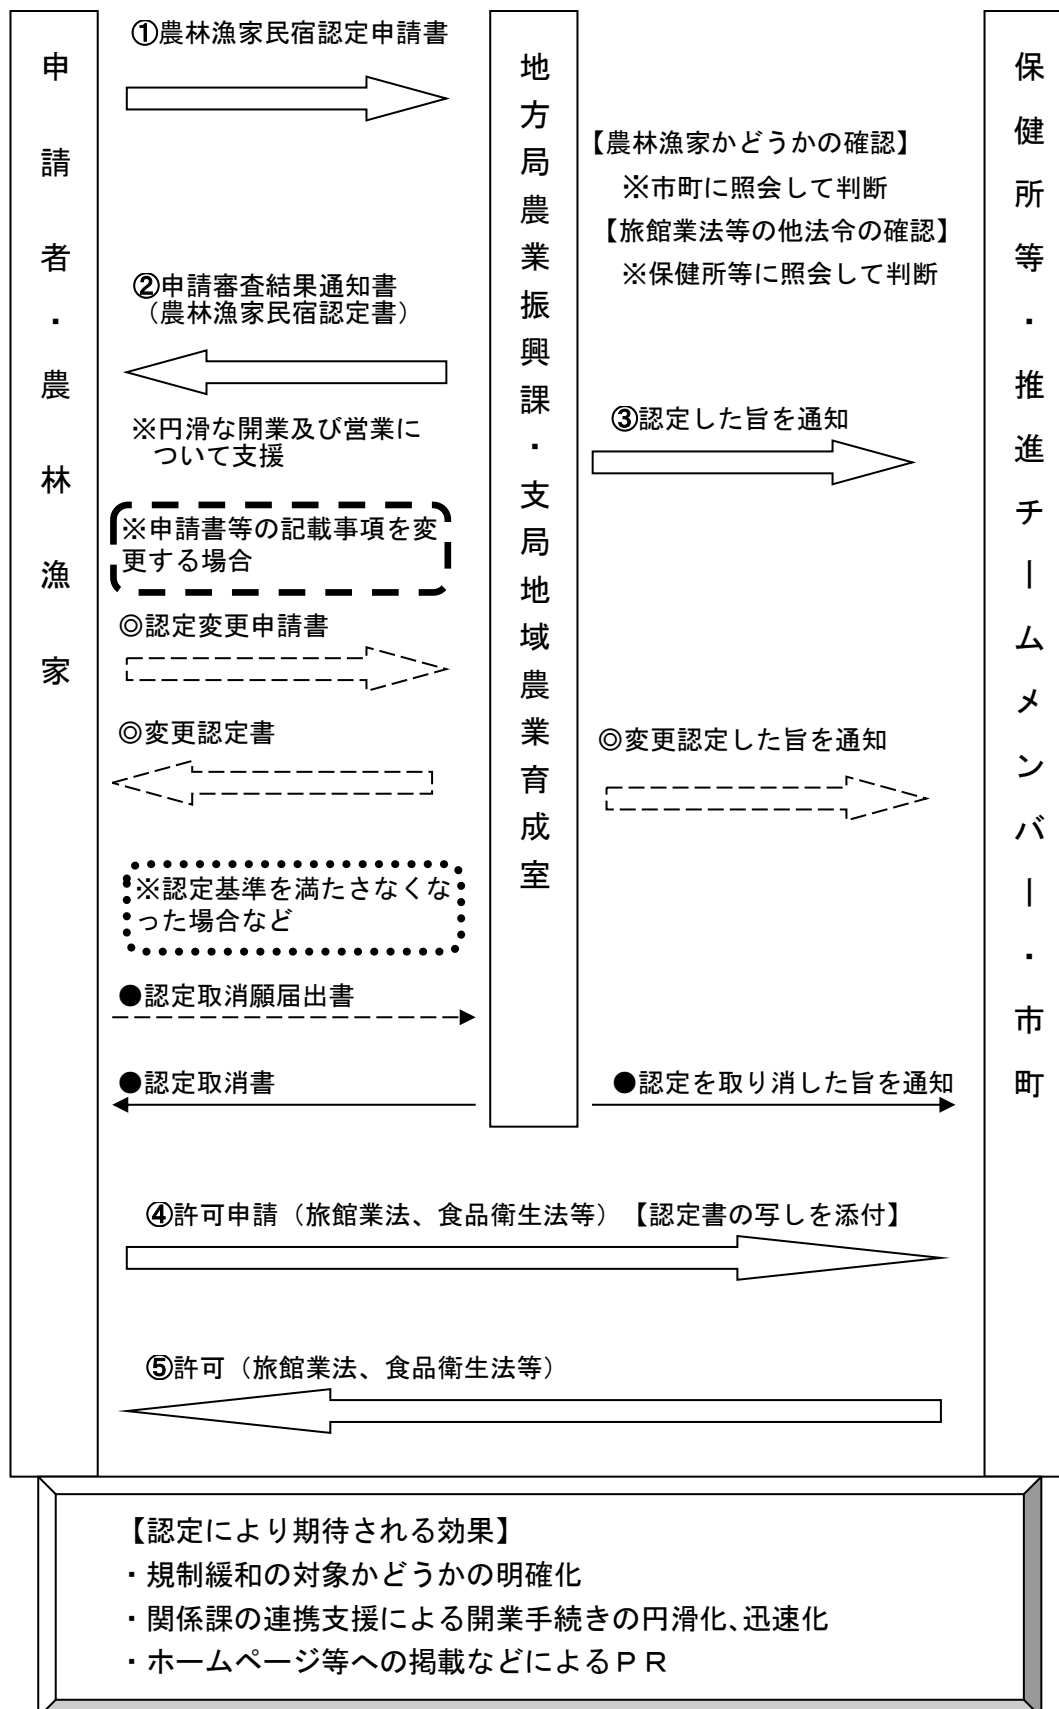 申請者・農林漁家
①農林漁家民宿認定申請書
②申請審査結果通知書
（農林漁家民宿認定書）
※円滑な開業及び営業に
ついて支援
※申請書等の記載事項を変
更する場合
◎認定変更申請書
◎変更認定書
※認定基準を満たさなくな
った場合など
●認定取消願届出書
●認定取消書
地方局農業振興課・支局地域農業育成室
【農林漁家かどうかの確認】
※市町に照会して判断
【旅館業法等の他法令の確認】
※保健所等に照会して判断
③認定した旨を通知
◎変更認定した旨を通知
●認定を取り消した旨を通知
保健所等・推進チームメンバー・市町
④許可申請（旅館業法、食品衛生法等）【認定書の写しを添付】
⑤許可（旅館業法、食品衛生法等）
【認定により期待される効果】
・規制緩和の対象かどうかの明確化
・関係課の連携支援による開業手続きの円滑化、迅速化
・ホームページ等への掲載などによるＰＲ